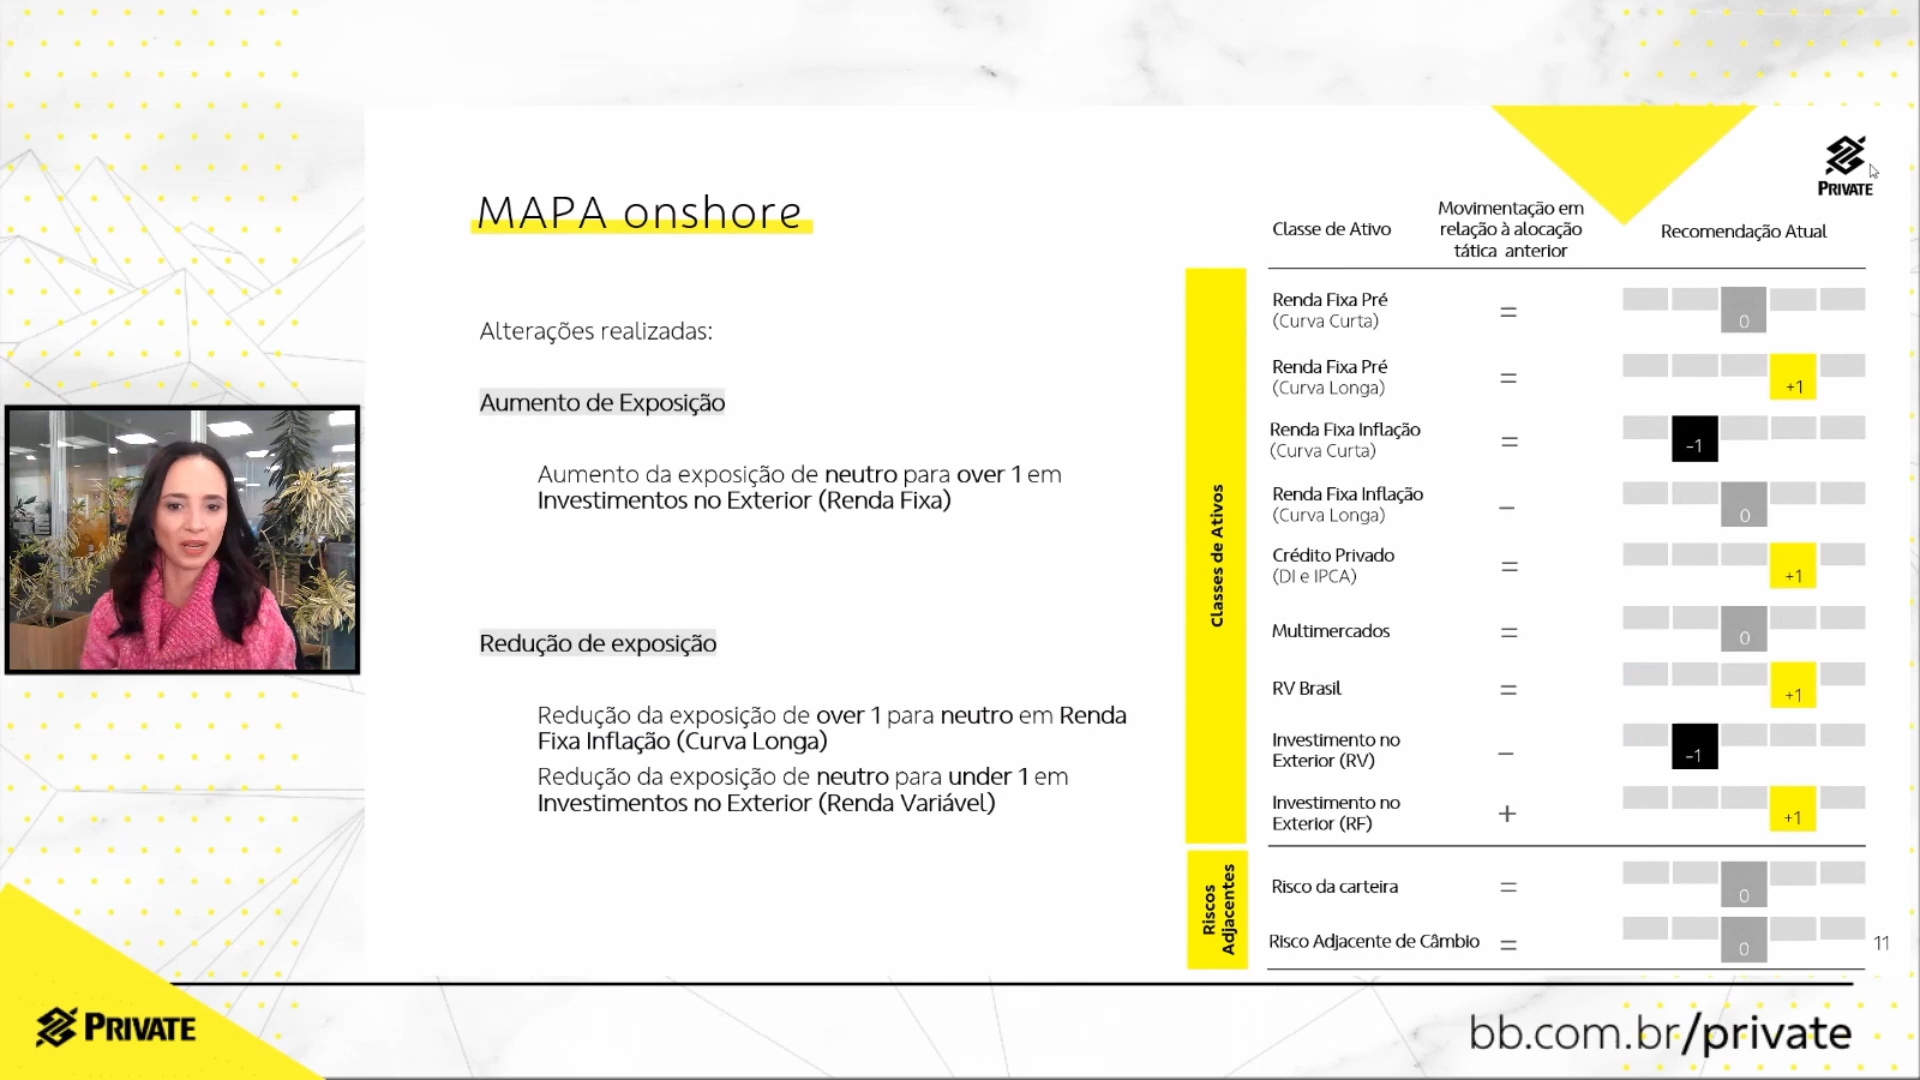 MAPA onshore
Alterações realizadas:
Aumento de Exposição
Aumento da exposição de neutro para over 1 em
Investimentos no Exterior (Renda Fixa)
Redução de exposição
Redução da exposição de over 1 para neutro em Renda
Fixa Inflação (Curva Longa)
Redução da exposição de neutro para under 1 em
Investimentos no Exterior (Renda Variável)
PRIVATE
Classe de Ativo
Movimentação em
relação à alocação
tática anterior
Recomendação Atual
Classes de Ativos
Renda Fixa Pré
(Curva Curta)
=
0
Renda Fixa Pré
(Curva Longa)
=
+1
Renda Fixa Inflação
(Curva Curta)
=
-1
Renda Fixa Inflação
(Curva Longa)
–
0
Crédito Privado
(DI e IPCA)
=
+1
Multimercados
=
0
RV Brasil
=
+1
Investimento no
Exterior (RV)
–
-1
Investimento no
Exterior (RF)
+
+1
Riscos
Adjacentes
Risco da carteira
=
0
Risco Adjacente de Câmbio
=
0
11
PRIVATE
bb.com.br/private